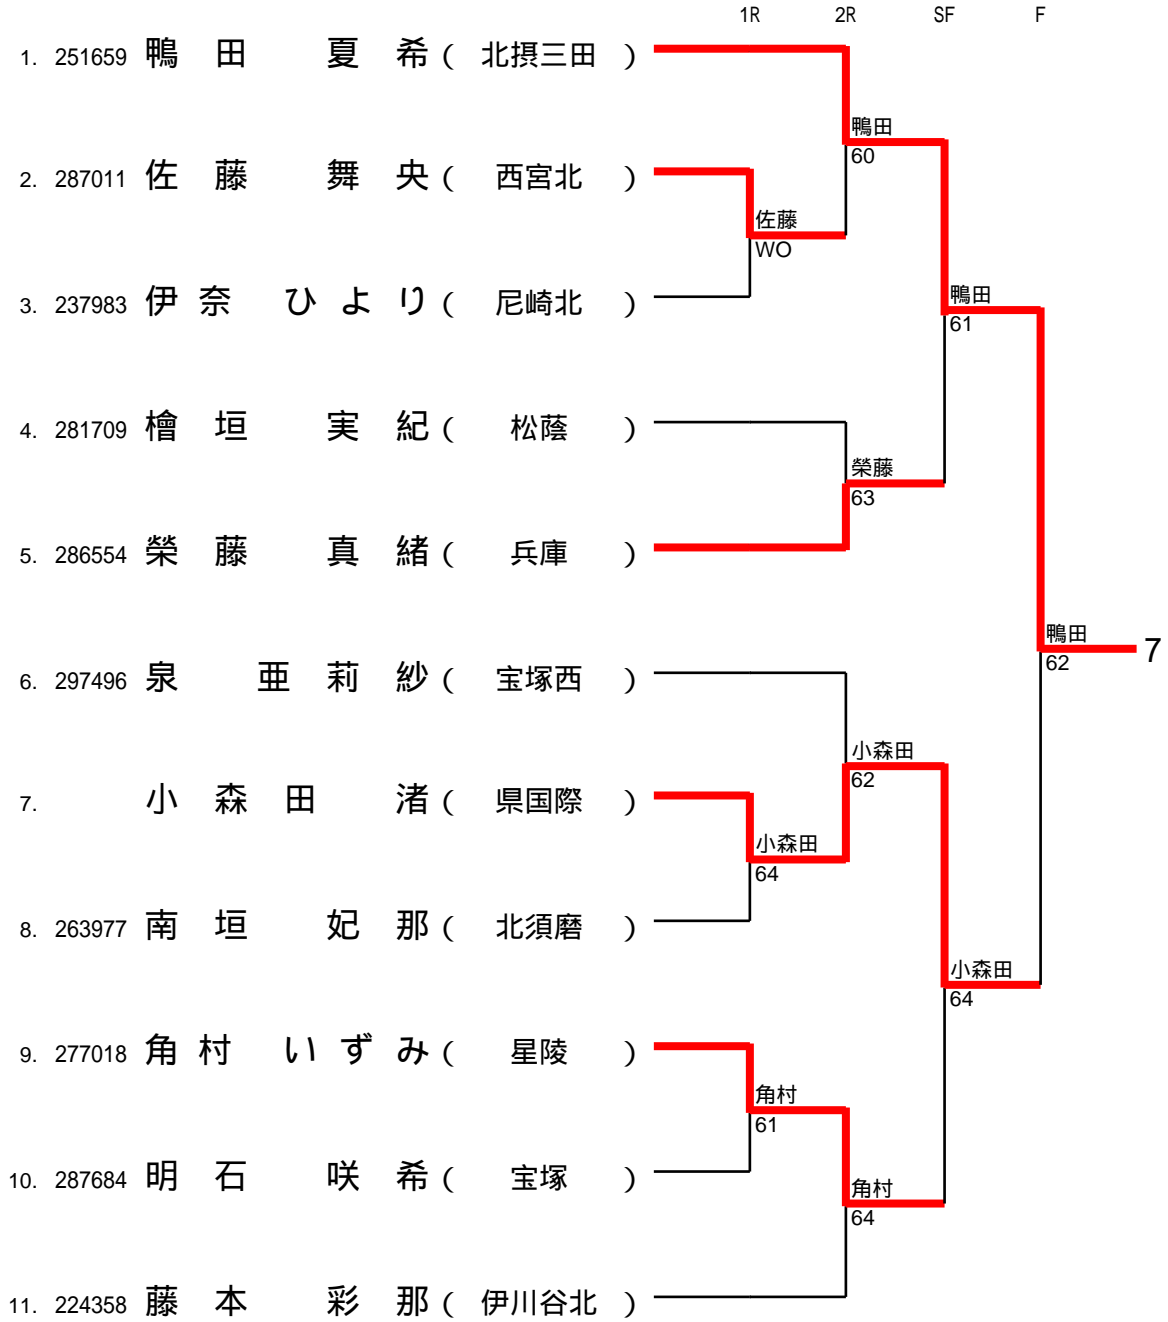 1R 2R SF F
1. 251659 鴨田 夏希 ( 北摂三田 )
鴨田
60
2. 287011 佐藤 舞央 ( 西宮北 )
佐藤
WO
3. 237983 伊奈 ひより ( 尼崎北 )
鴨田
61
4. 281709 檜垣 実紀 ( 松蔭 )
榮藤
63
5. 286554 榮藤 真緒 ( 兵庫 )
鴨田
62
7
6. 297496 泉 亜莉紗 ( 宝塚西 )
小森田
62
7. 小森田 渚 ( 県国際 )
小森田
64
8. 263977 南垣 妃那 ( 北須磨 )
小森田
64
9. 277018 角村 いずみ ( 星陵 )
角村
61
10. 287684 明石 咲希 ( 宝塚 )
角村
64
11. 224358 藤本 彩那 ( 伊川谷北 )